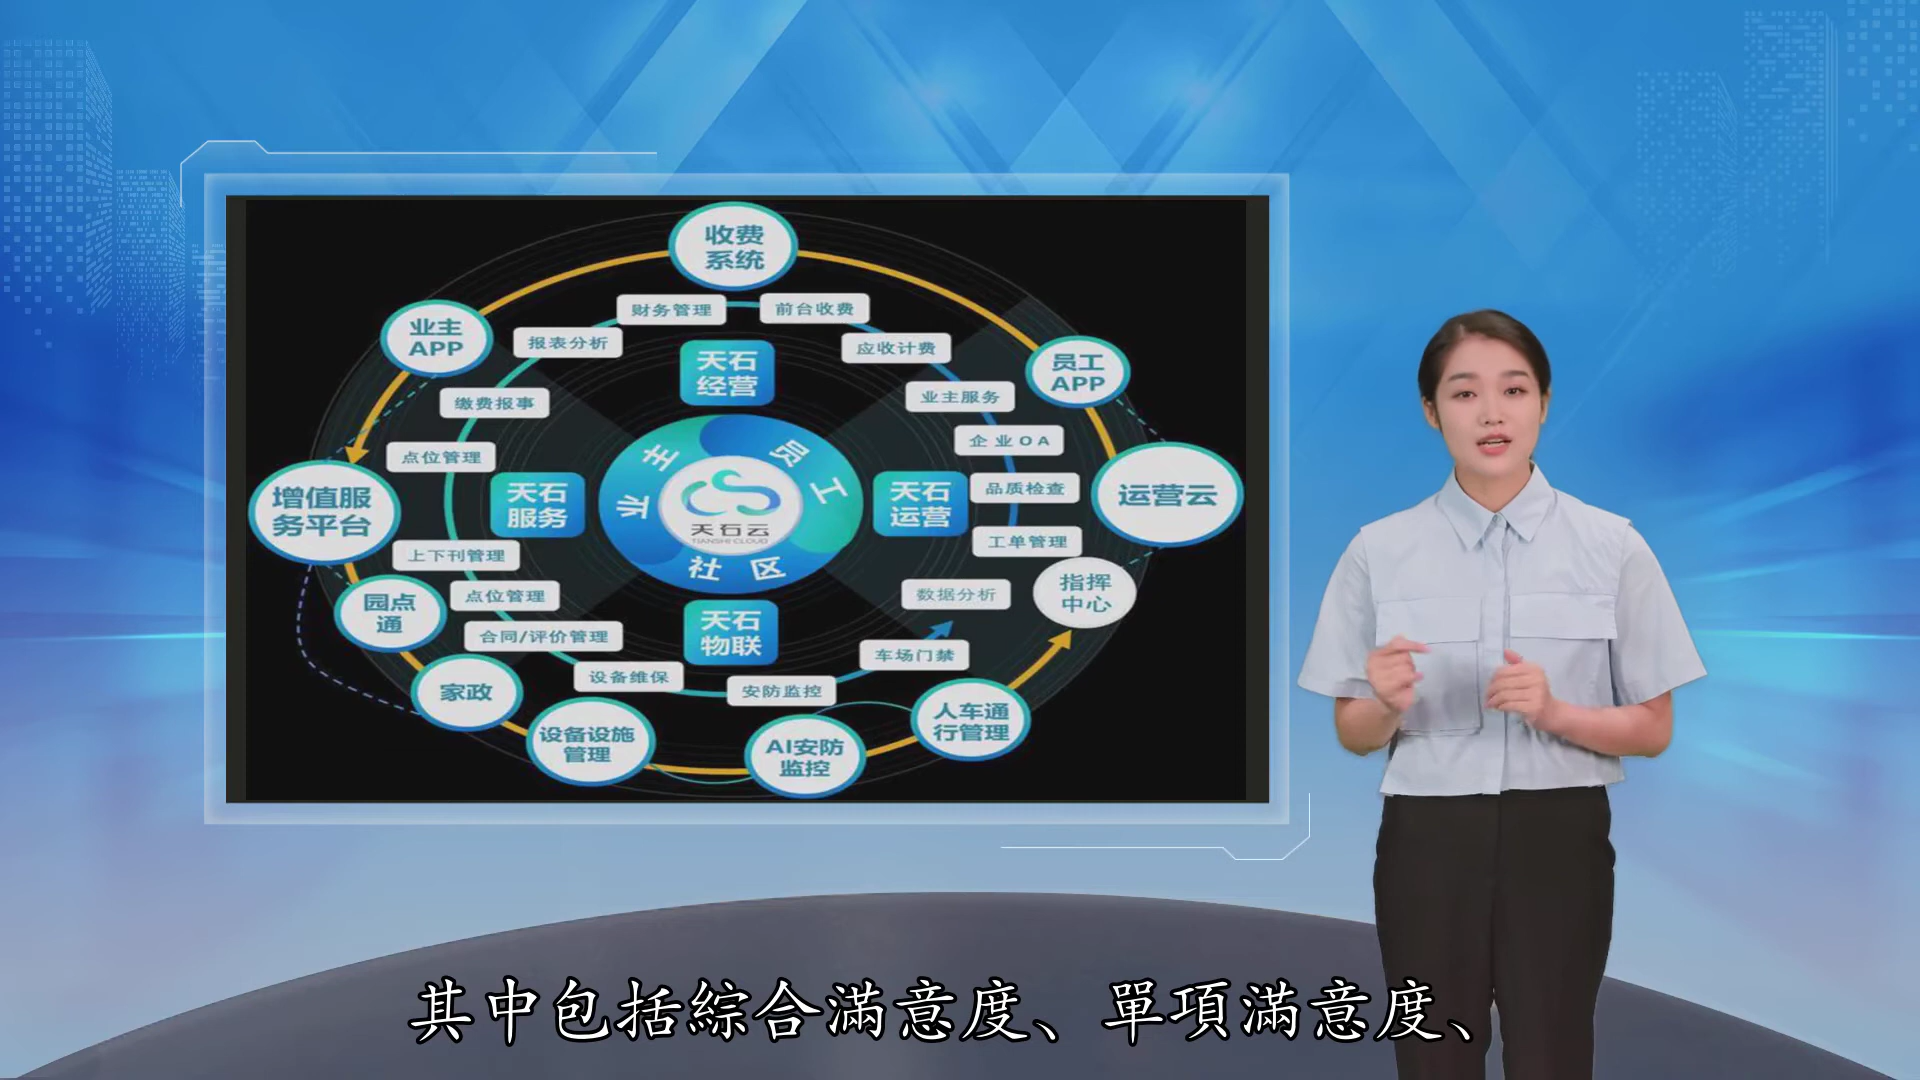 收费
系统
业主
APP
员工
APP
财务管理
前台收费
报表分析
应收计费
天石
经营
缴费报事
业主服务
点位管理
企业OA
业主
员工
增值服
务平台
天石
服务
天石云
TIANSHI CLOUD
天石
运营
品质检查
运营云
上下刊管理
工单管理
社区
园点
通
点位管理
数据分析
指挥
中心
合同/评价管理
天石
物联
车场门禁
家政
设备维保
安防监控
设备设施
管理
AI安防
监控
人车通
行管理
其中包括綜合滿意度、單項滿意度、